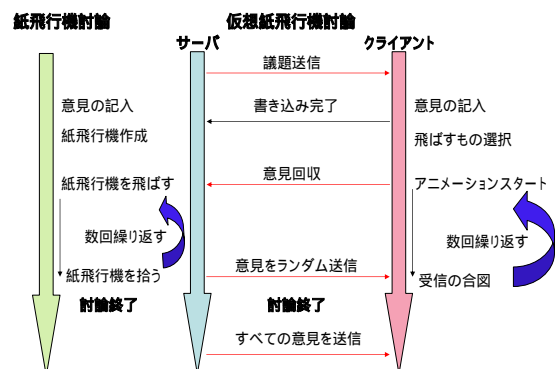 紙飛行機討論
仮想紙飛行機討論
サーバ
クライアント
議題送信
意見の記入
書き込み完了
意見の記入
紙飛行機作成
飛ばすもの選択
意見回収
紙飛行機を飛ばす
アニメーションスタート
数回繰り返す
数回繰り返す
意見をランダム送信
紙飛行機を拾う
受信の合図
討論終了
討論終了
すべての意見を送信